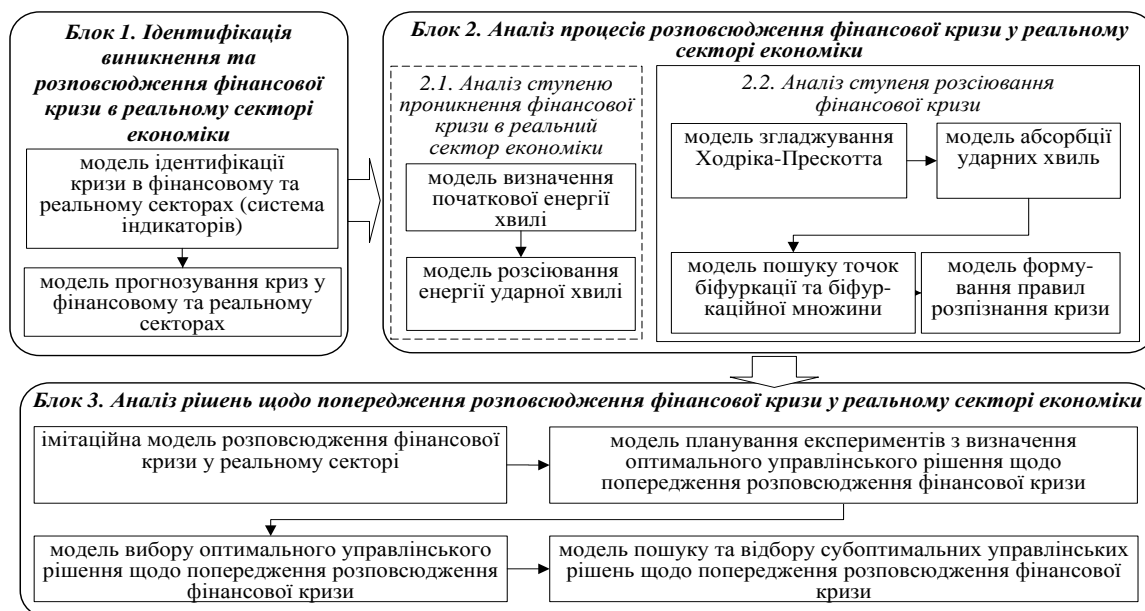 Блок 1. Ідентифікація
виникнення та
розповсюдження фінансової
кризи в реальному секторі
економіки
модель ідентифікації
кризи в фінансовому та
реальному секторах (система
індикаторів)
модель прогнозування криз у
фінансовому та реальному
секторах
Блок 2. Аналіз процесів розповсюдження фінансової кризи у реальному
секторі економіки
2.1. Аналіз ступеню
проникнення фінансової
кризи в реальний
сектор економіки
модель визначення
початкової енергії
хвилі
модель розсіювання
енергії ударної хвилі
2.2. Аналіз ступеня розсіювання
фінансової кризи
модель згладжування
Ходріка-Прескотта
модель абсорбції
ударних хвиль
модель пошуку точок
біфуркації та біфур-
каційної множини
модель форму-
вання правил
розпізнання кризи
Блок 3. Аналіз рішень щодо попередження розповсюдження фінансової кризи у реальному секторі економіки
імітаційна модель розповсюдження фінансової
кризи у реальному секторі
модель планування експериментів з визначення
оптимального управлінського рішення щодо
попередження розповсюдження фінансової кризи
модель вибору оптимального управлінського
рішення щодо попередження розповсюдження
фінансової кризи
модель пошуку та відбору субоптимальних управлінських
рішень щодо попередження розповсюдження фінансової
кризи